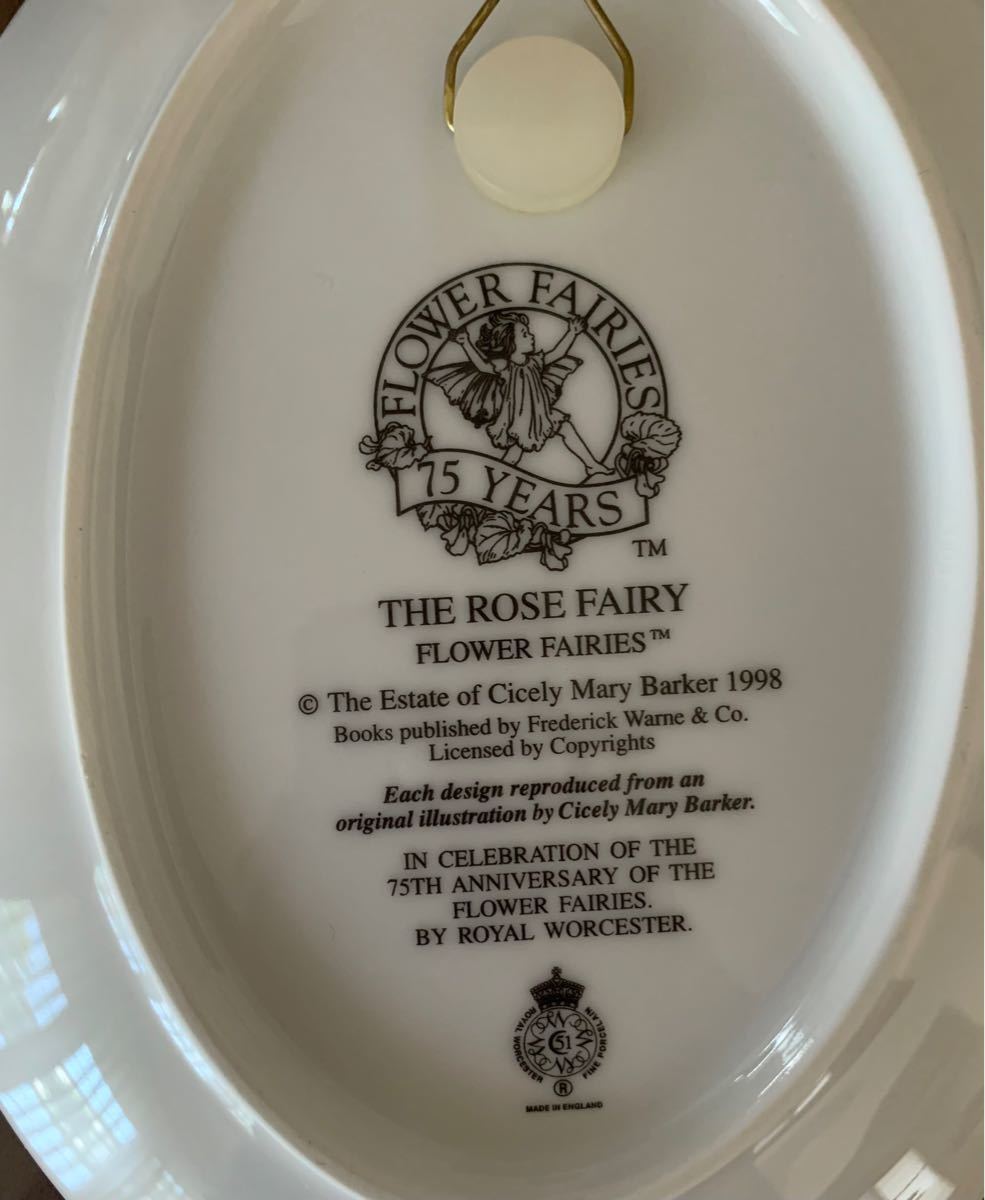 FLOWER FAIRIES
75 YEARS
TM
THE ROSE FAIRY
FLOWER FAIRIES™
© The Estate of Cicely Mary Barker 1998
Books published by Frederick Warne & Co.
Licensed by Copyrights
Each design reproduced from an
original illustration by Cicely Mary Barker.
IN CELEBRATION OF THE
75TH ANNIVERSARY OF THE
FLOWER FAIRIES.
BY ROYAL WORCESTER.
ROYAL WORCESTER
FINE PORCELAIN
51
®
MADE IN ENGLAND